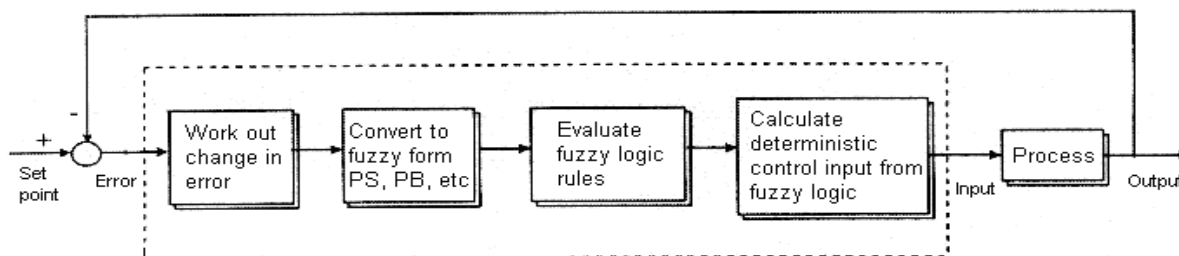 -
+
Set
point
Error
Work out
change in
error
Convert to
fuzzy form
PS, PB, etc
Evaluate
fuzzy logic
rules
Calculate
deterministic
control input from
fuzzy logic
Input
Process
Output